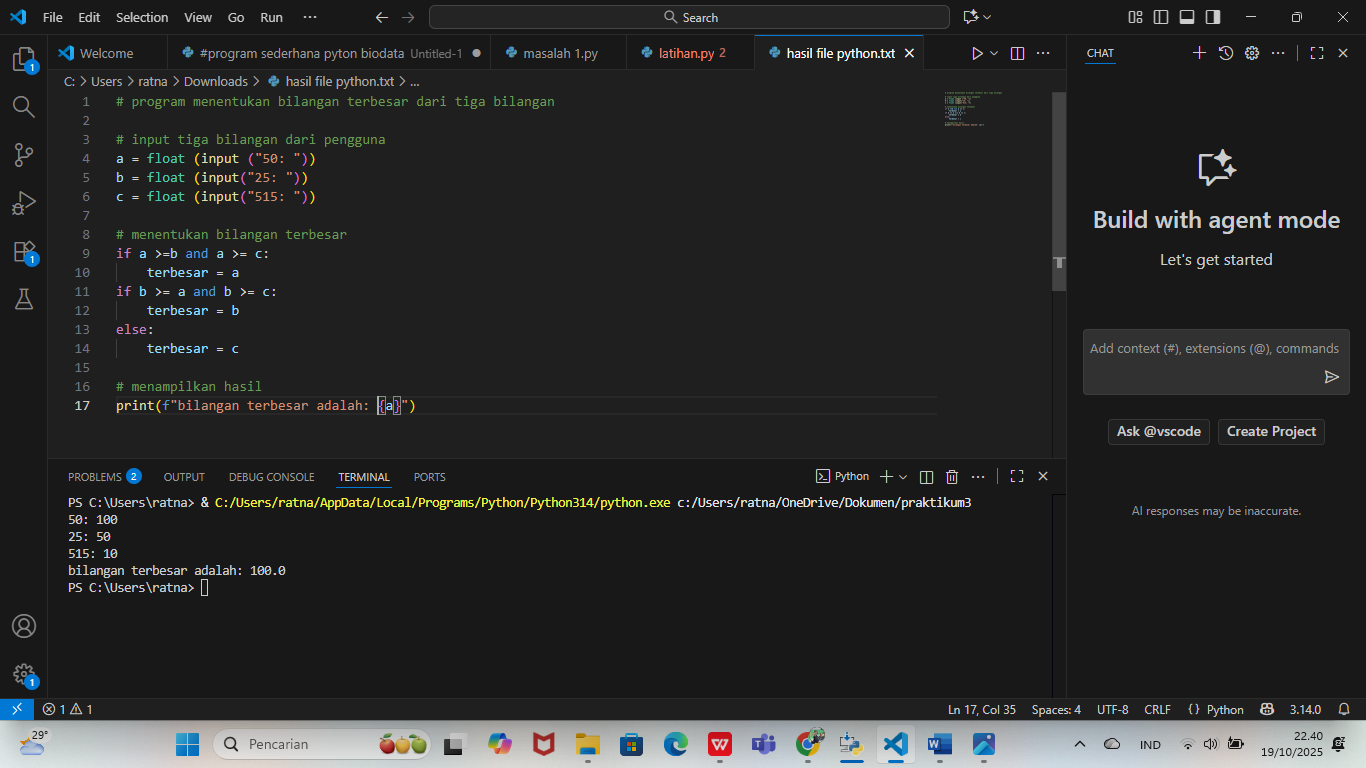 File Edit Selection View Go Run ··· Search
Welcome #program sederhana pyton biodata Untitled-1 masalah 1.py latihan.py 2 hasil file python.txt
C: > Users > ratna > Downloads > hasil file python.txt > ...
1 # program menentukan bilangan terbesar dari tiga bilangan
2
3 # input tiga bilangan dari pengguna
4 a = float (input ("50: "))
5 b = float (input("25: "))
6 c = float (input("515: "))
7
8 # menentukan bilangan terbesar
9 if a >=b and a >= c:
10 terbesar = a
11 if b >= a and b >= c:
12 terbesar = b
13 else:
14 terbesar = c
15
16 # menampilkan hasil
17 print(f"bilangan terbesar adalah: {a}")
PROBLEMS 2 OUTPUT DEBUG CONSOLE TERMINAL PORTS Python
PS C:\Users\ratna> & C:/Users/ratna/AppData/Local/Programs/Python/Python314/python.exe c:/Users/ratna/OneDrive/Dokumen/praktikum3
50: 100
25: 50
515: 10
bilangan terbesar adalah: 100.0
PS C:\Users\ratna>
CHAT
Build with agent mode
Let's get started
Add context (#), extensions (@), commands
Ask @vscode Create Project
AI responses may be inaccurate.
1
1
1
1 1 Ln 17, Col 35 Spaces: 4 UTF-8 CRLF {} Python 3.14.0
29° Pencarian IND 22.40
19/10/2025